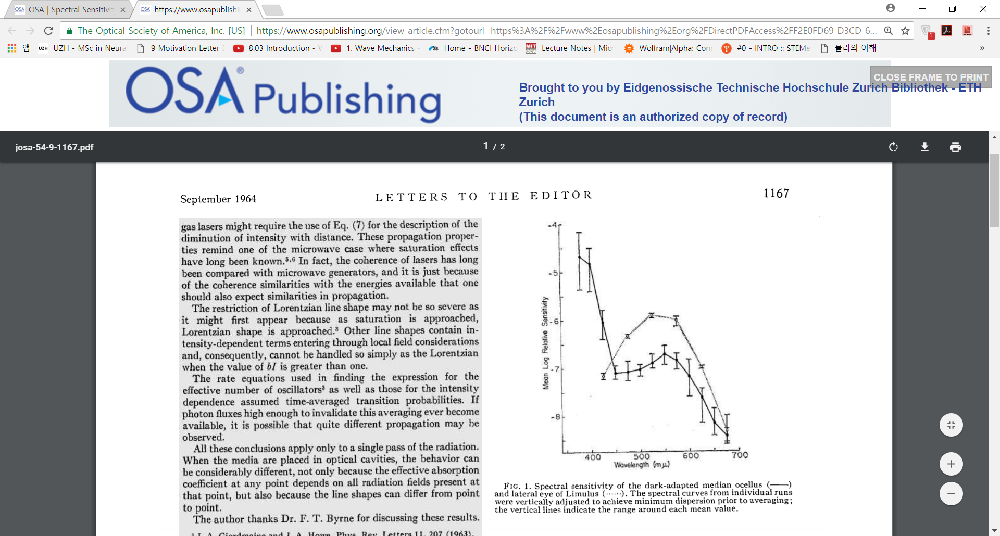 OSA | Spectral Sensitivit
https://www.osapublishi
The Optical Society of America, Inc. [US]
https://www.osapublishing.org/view_article.cfm?gotourl=https%3A%2F%2Fwww%2Eosapublishing%2Eorg%2FDirectPDFAccess%2FF2E0FD69-D3CD-6...
1
앱
UZH - MSc in Neura
9 Motivation Letter
8.03 Introduction -
1. Wave Mechanics -
Home - BNCI Horizo
Lecture Notes | Micr
Wolfram|Alpha: Com
#0 - INTRO :: STEMe
물리의 이해
»
OSA® Publishing
CLOSE FRAME TO PRINT
Brought to you by Eidgenossische Technische Hochschule Zurich Bibliothek - ETH
Zurich
(This document is an authorized copy of record)
josa-54-9-1167.pdf
1 / 2
September 1964
LETTERS TO THE EDITOR
1167
gas lasers might require the use of Eq. (7) for the description of the
diminution of intensity with distance. These propagation proper-
ties remind one of the microwave case where saturation effects
have long been known.⁵,⁶ In fact, the coherence of lasers has long
been compared with microwave generators, and it is just because
of the coherence similarities with the energies available that one
should also expect similarities in propagation.
The restriction of Lorentzian line shape may not be so severe as
it might first appear because as saturation is approached,
Lorentzian shape is approached.³ Other line shapes contain in-
tensity-dependent terms entering through local field considerations
and, consequently, cannot be handled so simply as the Lorentzian
when the value of bI is greater than one.
The rate equations used in finding the expression for the
effective number of oscillators³ as well as those for the intensity
dependence assumed time-averaged transition probabilities. If
photon fluxes high enough to invalidate this averaging ever become
available, it is possible that quite different propagation may be
observed.
All these conclusions apply only to a single pass of the radiation.
When the media are placed in optical cavities, the behavior can
be considerably different, not only because the effective absorption
coefficient at any point depends on all radiation fields present at
that point, but also because the line shapes can differ from point
to point.
The author thanks Dr. F. T. Byrne for discussing these results.
J. A. Giordmaine and J. A. Howe, Phys. Rev. Letters 11, 207 (1963).
-4
-5
-6
-7
-8
Mean Log Relative Sensitivity
400
500
600
700
Wavelength (mμ)
FIG. 1. Spectral sensitivity of the dark-adapted median ocellus (——)
and lateral eye of Limulus (······). The spectral curves from individual runs
were vertically adjusted to achieve minimum dispersion prior to averaging;
the vertical lines indicate the range around each mean value.